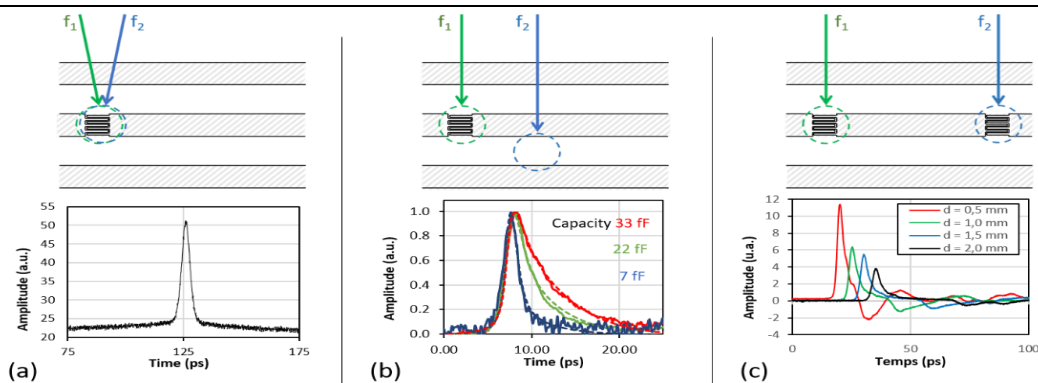 f1
f2
f1
f2
f1
f2
55
50
45
40
35
30
25
20
75
125
175
Amplitude (a.u.)
Time (ps)
(a)
1.0
0.8
0.6
0.4
0.2
0.0
0.00
10.00
20.00
Amplitude (a.u.)
Time (ps)
Capacity 33 fF
22 fF
7 fF
(b)
12
10
8
6
4
2
0
-2
-4
0
50
100
Amplitude (u.a.)
Temps (ps)
d = 0,5 mm
d = 1,0 mm
d = 1,5 mm
d = 2,0 mm
(c)